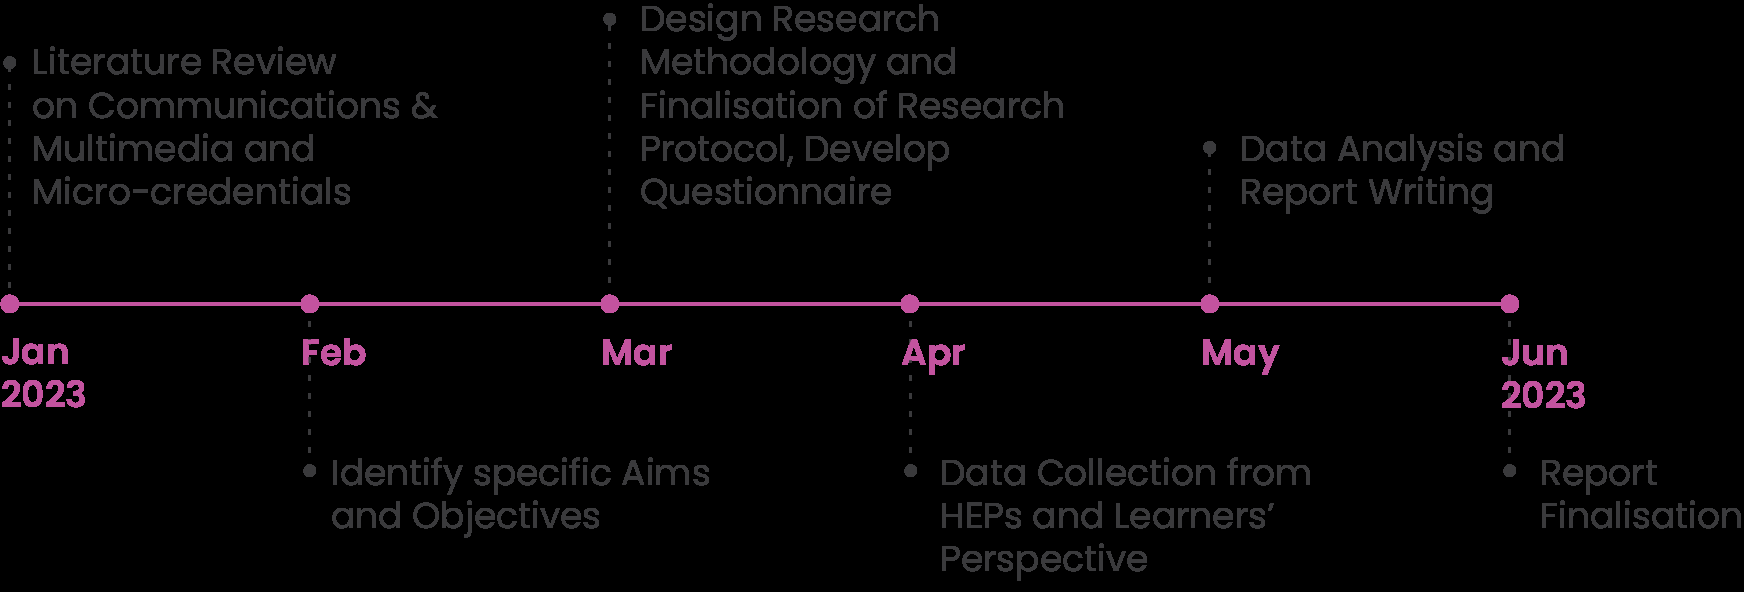 Literature Review
on Communications &
Multimedia and
Micro-credentials
Design Research
Methodology and
Finalisation of Research
Protocol, Develop
Questionnaire
Data Analysis and
Report Writing
Jan
2023
Feb
Mar
Apr
May
Jun
2023
Identify specific Aims
and Objectives
Data Collection from
HEPs and Learners’
Perspective
Report
Finalisation